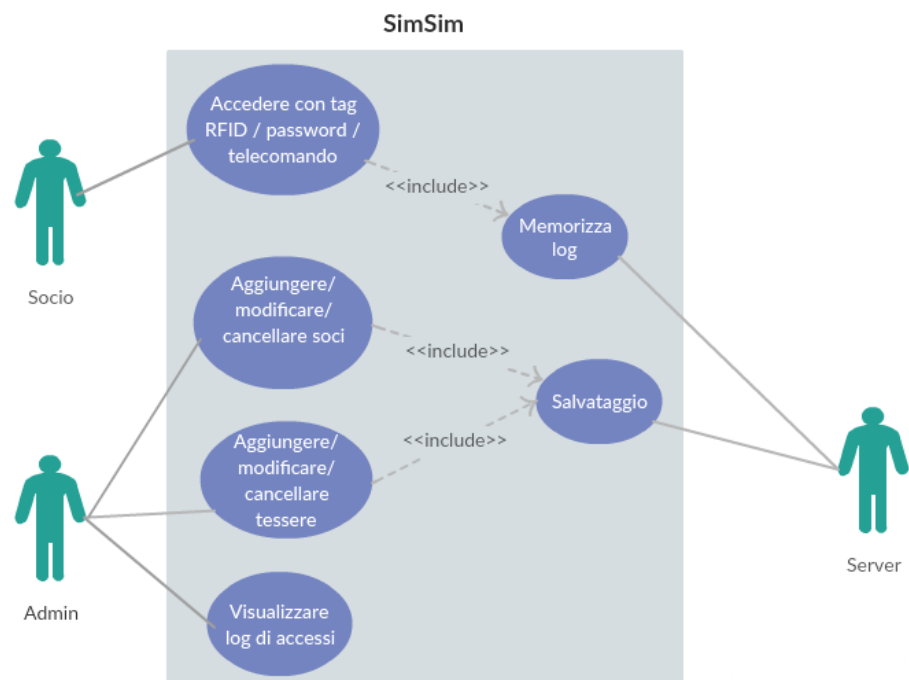 SimSim
Accedere con tag
RFID / password /
telecomando
<<include>>
Memorizza
log
Socio
Aggiungere/
modificare/
cancellare soci
<<include>>
Salvataggio
<<include>>
Aggiungere/
modificare/
cancellare
tessere
Server
Admin
Visualizzare
log di accessi